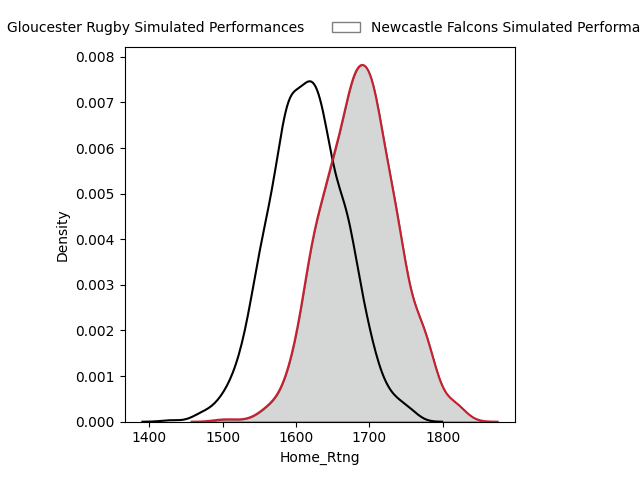 Gloucester Rugby Simulated Performances Newcastle Falcons Simulated Performa
0.008
0.007
0.006
0.005
0.004
0.003
0.002
0.001
0.000
Density
1400 1500 1600 1700 1800
Home_Rtng